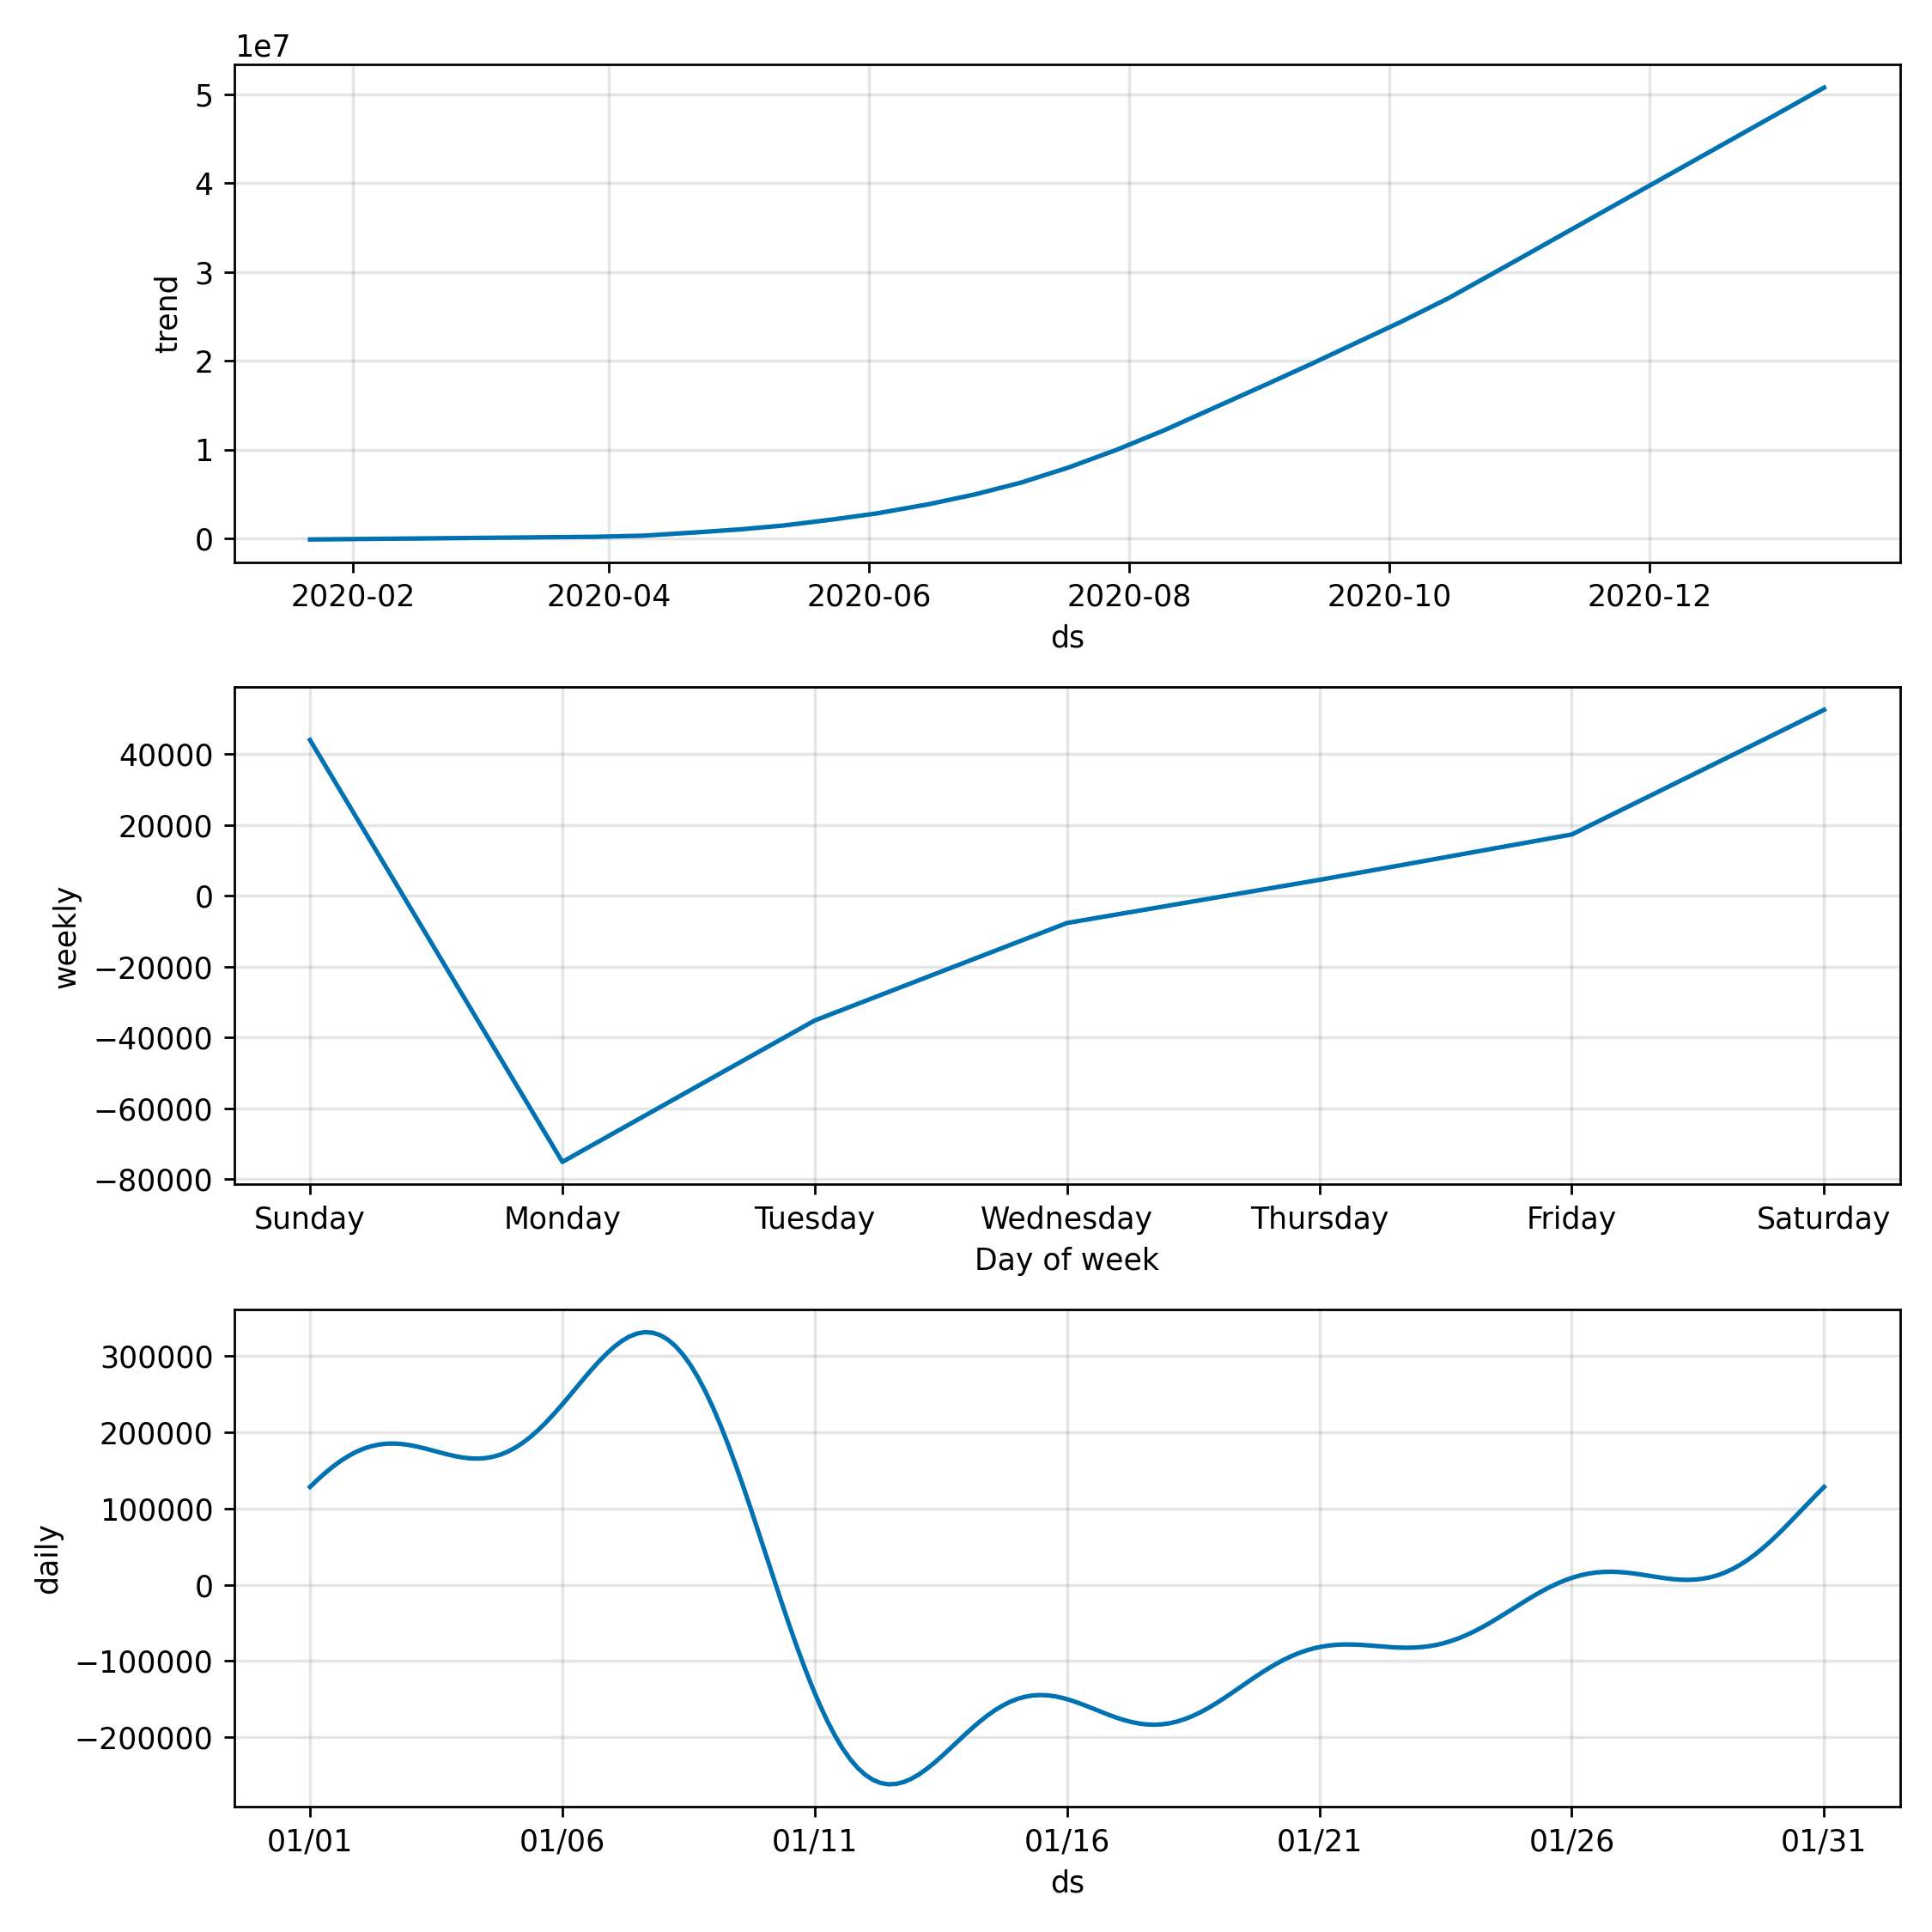 1e7
5
4
3
2
1
0
trend
2020-02 2020-04 2020-06 2020-08 2020-10 2020-12
ds
40000
20000
0
−20000
−40000
−60000
−80000
weekly
Sunday Monday Tuesday Wednesday Thursday Friday Saturday
Day of week
300000
200000
100000
0
−100000
−200000
daily
01/01 01/06 01/11 01/16 01/21 01/26 01/31
ds